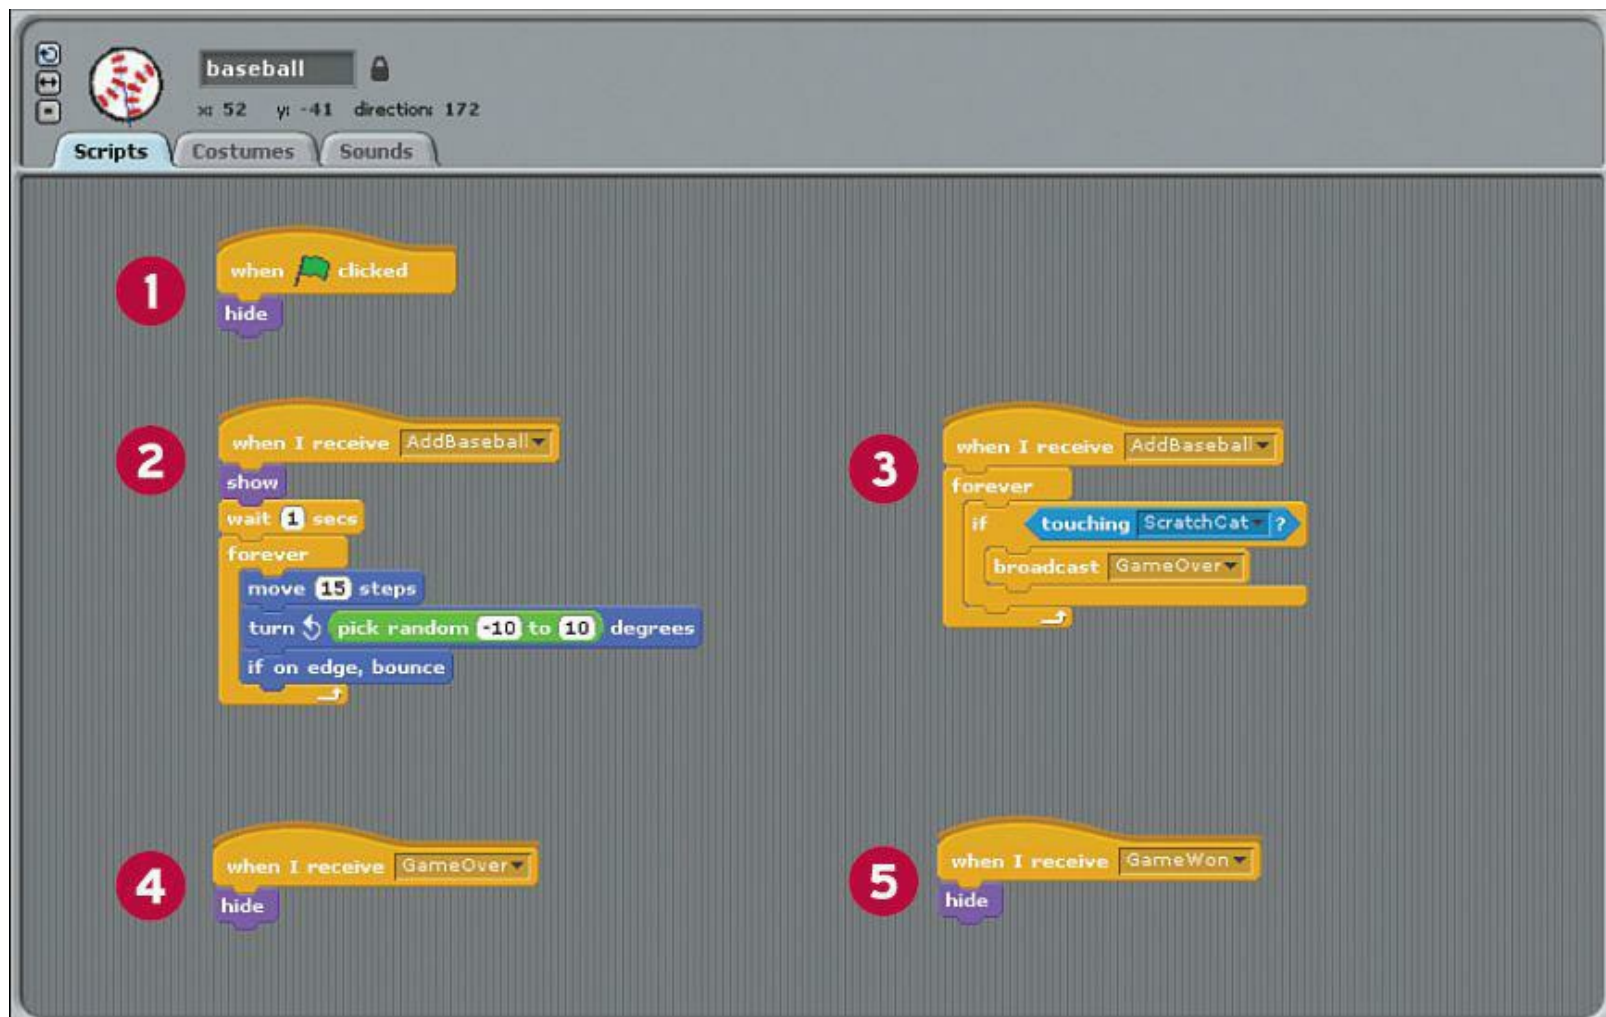 baseball
x: 52 y: -41 direction: 172
Scripts Costumes Sounds
1
when clicked
hide
2
when I receive AddBaseball
show
wait 1 secs
forever
move 15 steps
turn pick random -10 to 10 degrees
if on edge, bounce
3
when I receive AddBaseball
forever
if touching ScratchCat ?
broadcast GameOver
4
when I receive GameOver
hide
5
when I receive GameWon
hide